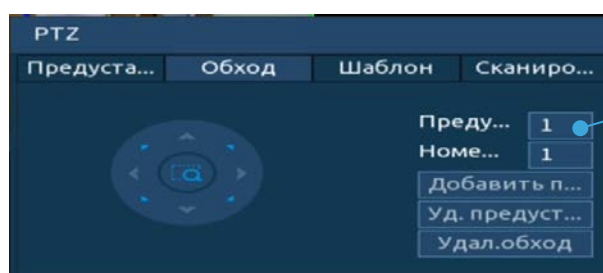 PTZ
Предуста... Обход Шаблон Сканиро...
Преду... 1
Номе... 1
Добавить п...
Уд. предуст...
Удал.обход